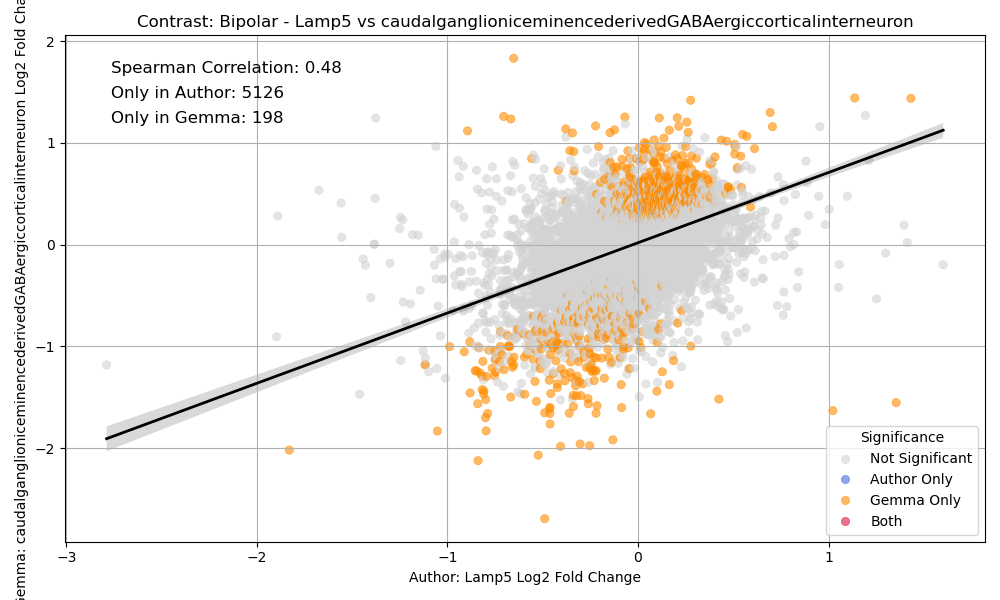 Contrast: Bipolar - Lamp5 vs caudalganglioniceminencederivedGABAergiccorticalinterneuron
Spearman Correlation: 0.48
Only in Author: 5126
Only in Gemma: 198
caudalganglioniceminencederivedGABAergiccorticalinterneuron Log2 Fold
2
1
0
−1
−2
Significance
Not Significant
Author Only
Gemma Only
Both
−3
−2
−1
0
1
Author: Lamp5 Log2 Fold Change